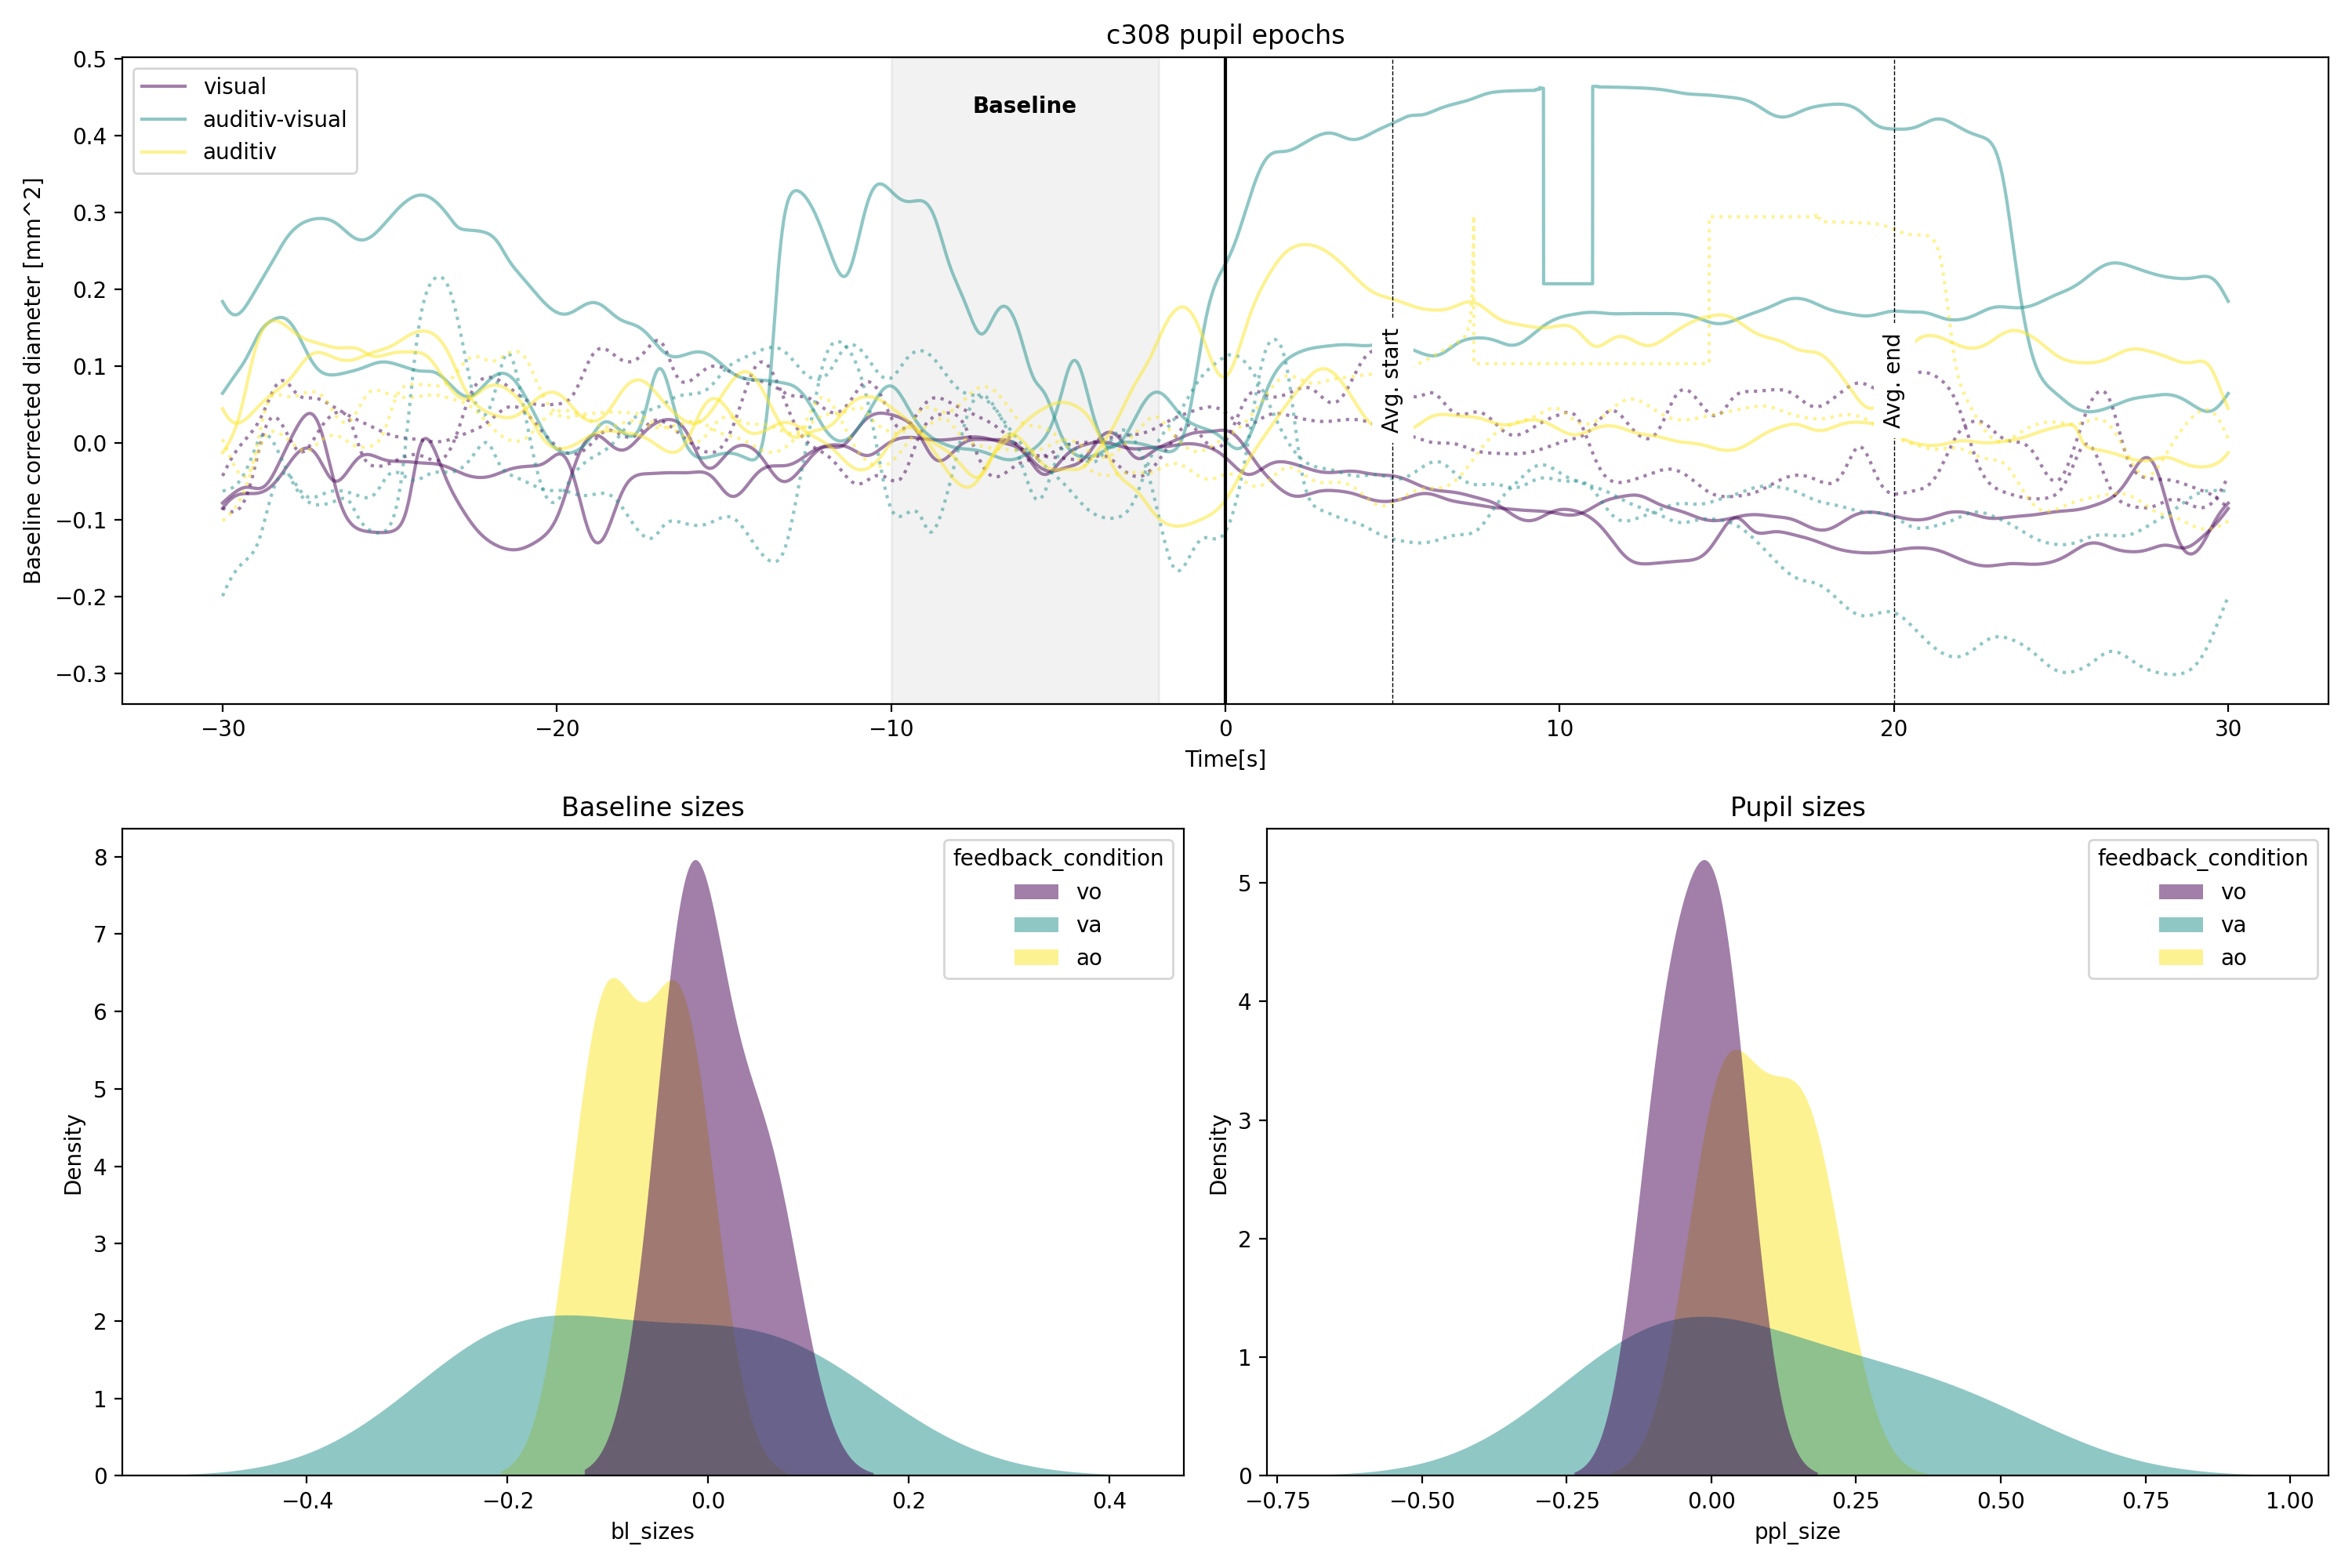 c308 pupil epochs
Baseline corrected diameter [mm^2]
0.5
0.4
0.3
0.2
0.1
0.0
−0.1
−0.2
−0.3
visual
auditiv-visual
auditiv
Baseline
Avg. start
Avg. end
−30
−20
−10
0
10
20
30
Time[s]
Baseline sizes
Density
8
7
6
5
4
3
2
1
0
feedback_condition
vo
va
ao
−0.4
−0.2
0.0
0.2
0.4
bl_sizes
Pupil sizes
Density
5
4
3
2
1
0
feedback_condition
vo
va
ao
−0.75
−0.50
−0.25
0.00
0.25
0.50
0.75
1.00
ppl_size